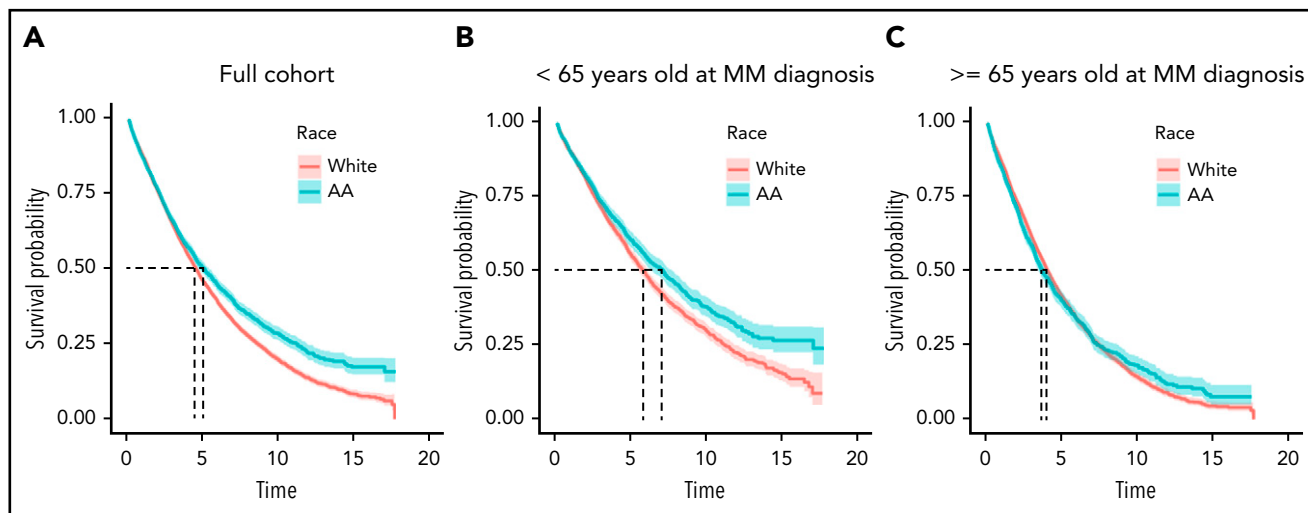 A
Full cohort
Survival probability
1.00
0.75
0.50
0.25
0.00
Race
White
AA
0 5 10 15 20
Time
B
< 65 years old at MM diagnosis
Survival probability
1.00
0.75
0.50
0.25
0.00
Race
White
AA
0 5 10 15 20
Time
C
>= 65 years old at MM diagnosis
Survival probability
1.00
0.75
0.50
0.25
0.00
Race
White
AA
0 5 10 15 20
Time